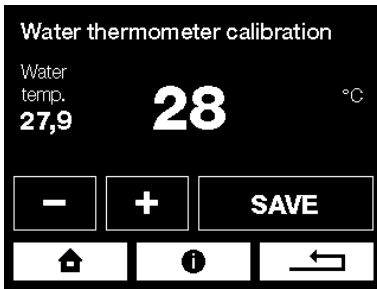 Water thermometer calibration
Water
temp.
27,9
28
°C
− +
SAVE